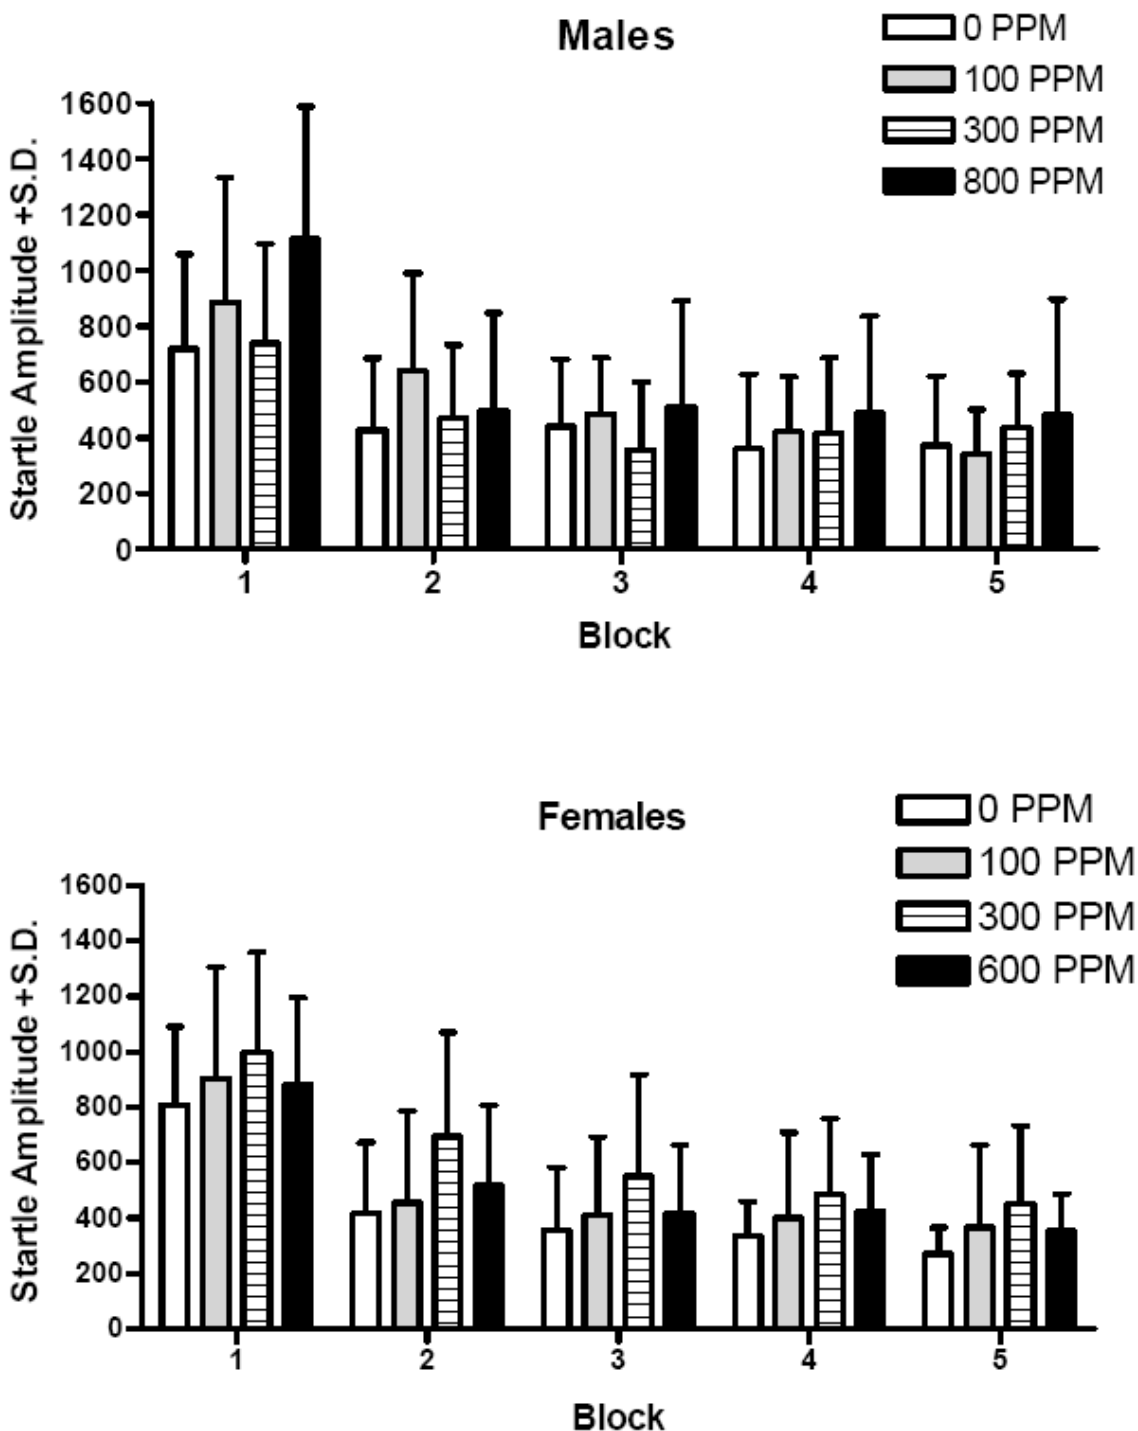 Males
0 PPM
100 PPM
300 PPM
800 PPM
Startle Amplitude +S.D.
1600
1400
1200
1000
800
600
400
200
0
1 2 3 4 5
Block
Females
0 PPM
100 PPM
300 PPM
600 PPM
Startle Amplitude +S.D.
1600
1400
1200
1000
800
600
400
200
0
1 2 3 4 5
Block